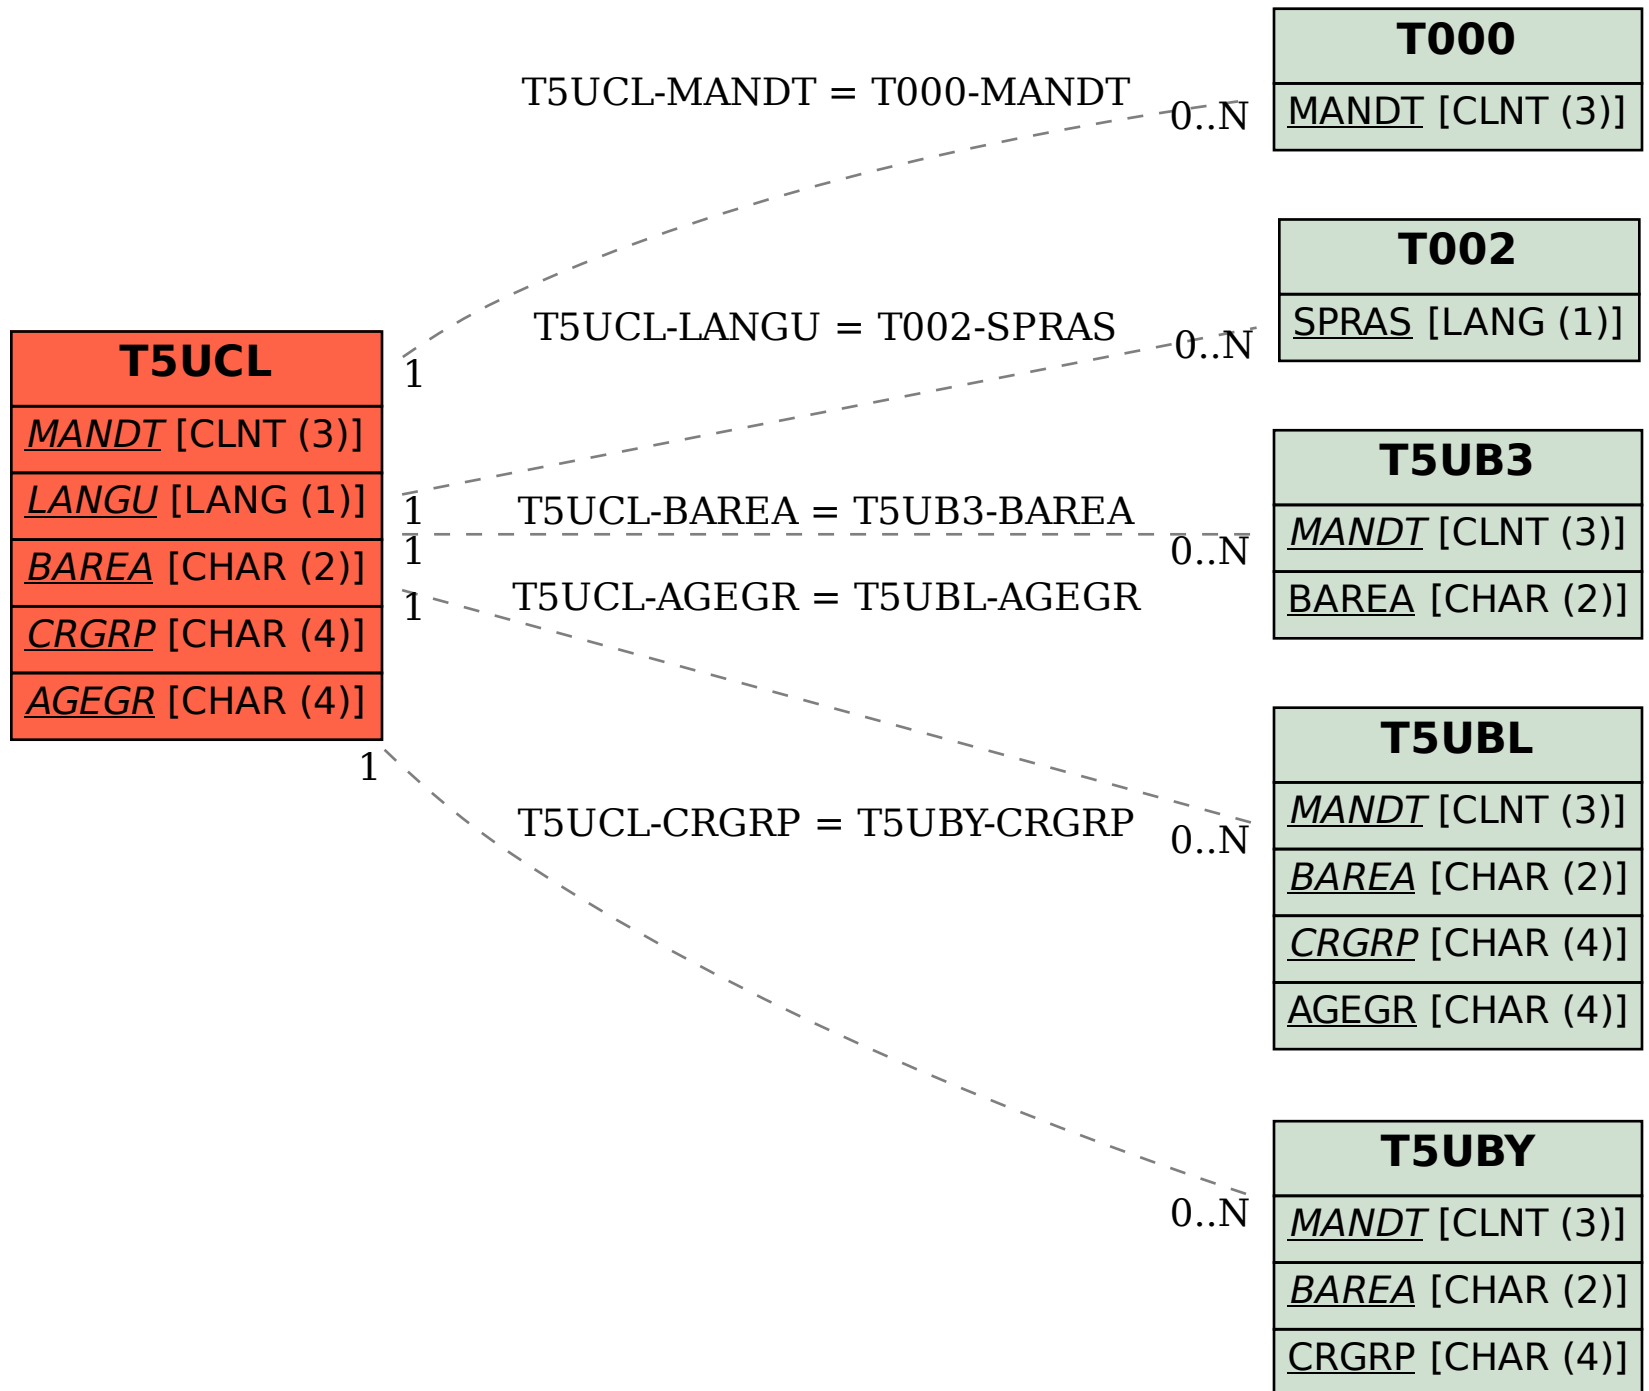 T5UCL
MANDT [CLNT (3)]
LANGU [LANG (1)]
BAREA [CHAR (2)]
CRGRP [CHAR (4)]
AGEGR [CHAR (4)]
T5UCL-MANDT = T000-MANDT
0..N
1
T5UCL-LANGU = T002-SPRAS
0..N
1
T5UCL-BAREA = T5UB3-BAREA
0..N
1
T5UCL-AGEGR = T5UBL-AGEGR
0..N
1
T5UCL-CRGRP = T5UBY-CRGRP
0..N
1
T000
MANDT [CLNT (3)]
T002
SPRAS [LANG (1)]
T5UB3
MANDT [CLNT (3)]
BAREA [CHAR (2)]
T5UBL
MANDT [CLNT (3)]
BAREA [CHAR (2)]
CRGRP [CHAR (4)]
AGEGR [CHAR (4)]
T5UBY
MANDT [CLNT (3)]
BAREA [CHAR (2)]
CRGRP [CHAR (4)]